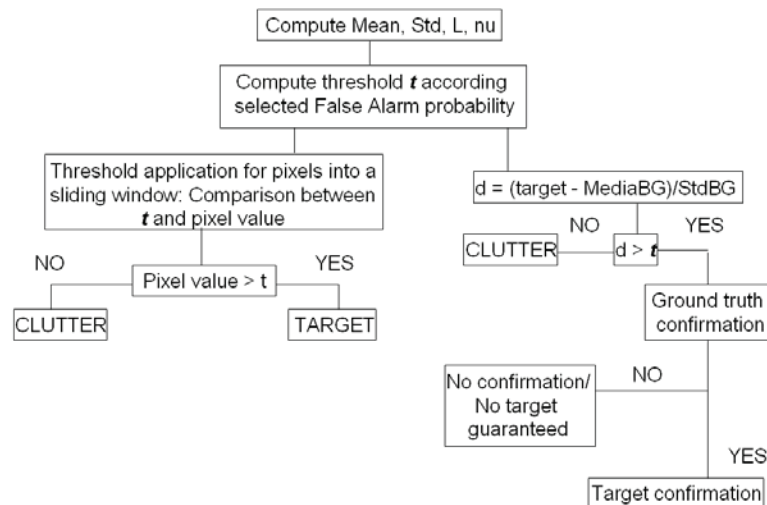 Compute Mean, Std, L, nu
Compute threshold t according
selected False Alarm probability
Threshold application for pixels into a
sliding window: Comparison between
t and pixel value
NO
YES
Pixel value > t
CLUTTER
TARGET
d = (target - MediaBG)/StdBG
NO
YES
CLUTTER
d > t
Ground truth
confirmation
No confirmation/
No target
guaranteed
NO
YES
Target confirmation